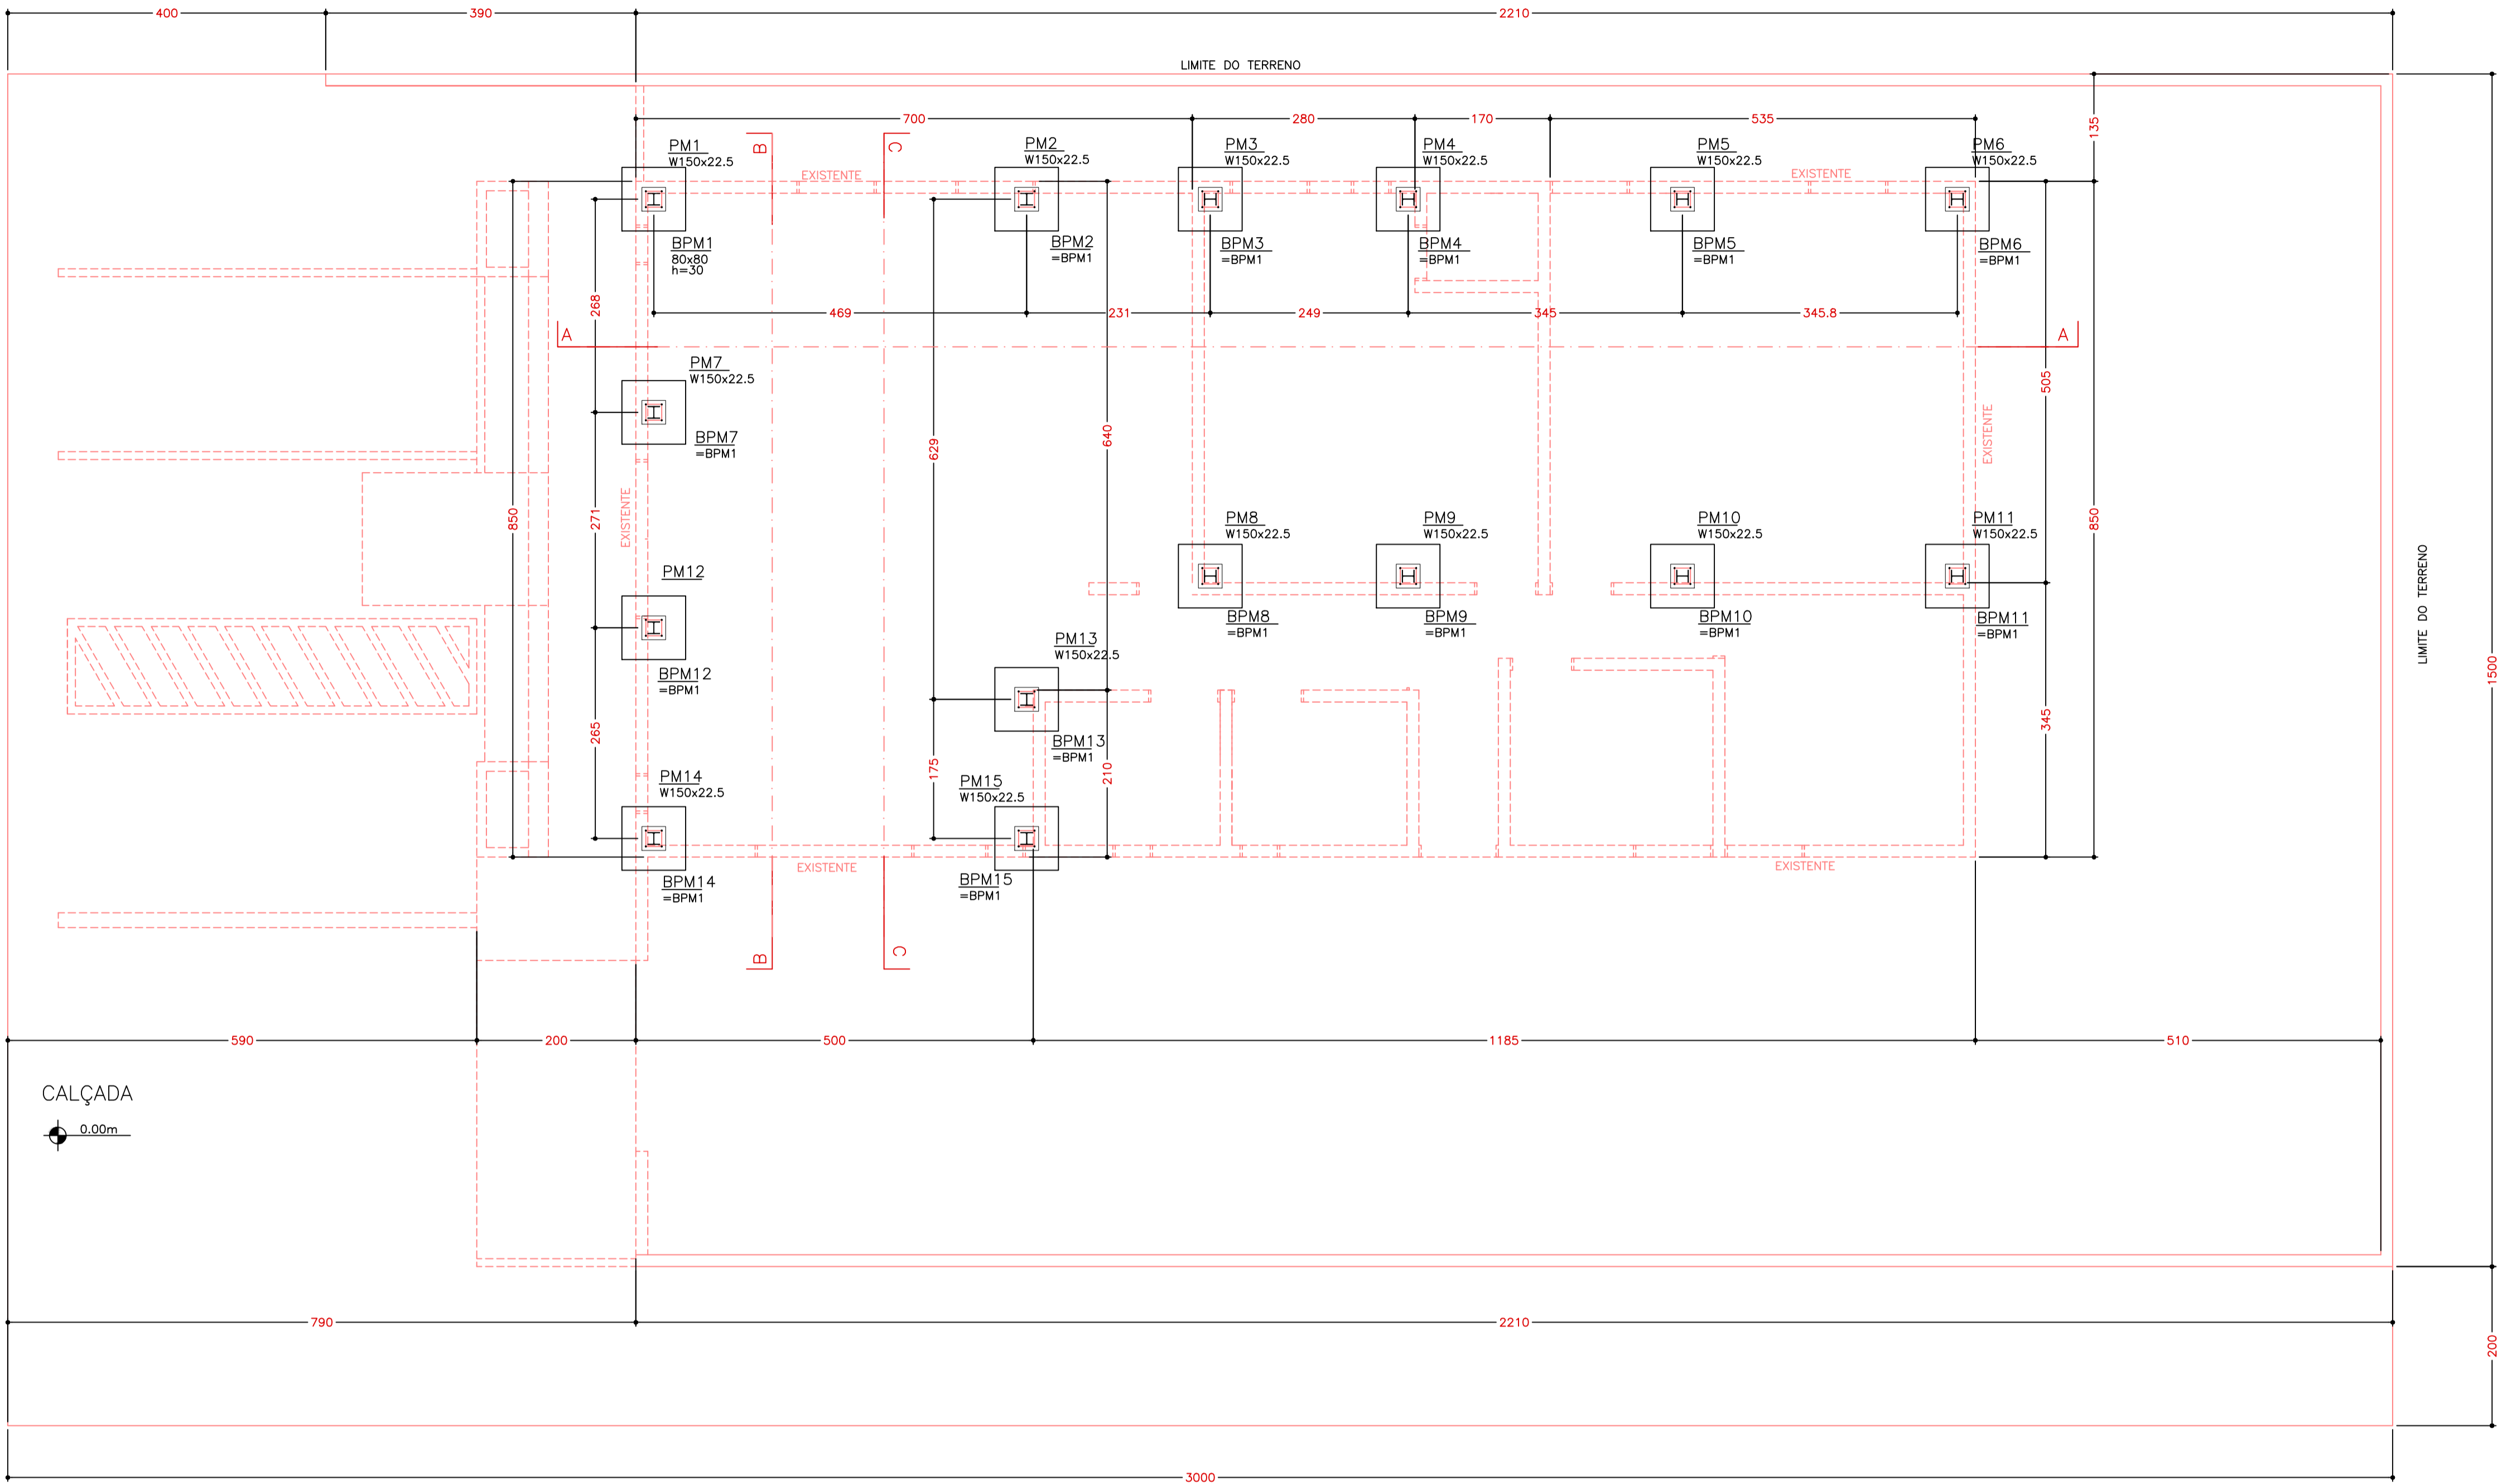 400
390
2210
LIMITE DO TERRENO
700
280
170
535
135
B
C
PM1
W150x22.5
PM2
W150x22.5
PM3
W150x22.5
PM4
W150x22.5
PM5
W150x22.5
PM6
W150x22.5
EXISTENTE
EXISTENTE
BPM1
80x80
h=30
BPM2
=BPM1
BPM3
=BPM1
BPM4
=BPM1
BPM5
=BPM1
BPM6
=BPM1
268
469
231
249
345
345.8
A
A
PM7
W150x22.5
505
640
629
EXISTENTE
BPM7
=BPM1
850
271
EXISTENTE
850
PM8
W150x22.5
PM9
W150x22.5
PM10
W150x22.5
PM11
W150x22.5
LIMITE DO TERRENO
PM12
BPM8
=BPM1
BPM9
=BPM1
BPM10
=BPM1
BPM11
=BPM1
PM13
W150x22.5
BPM12
=BPM1
1500
265
345
BPM13
=BPM1
175
210
PM14
W150x22.5
PM15
W150x22.5
EXISTENTE
EXISTENTE
BPM14
=BPM1
BPM15
=BPM1
B
C
590
200
500
1185
510
CALÇADA
0.00m
790
2210
200
3000